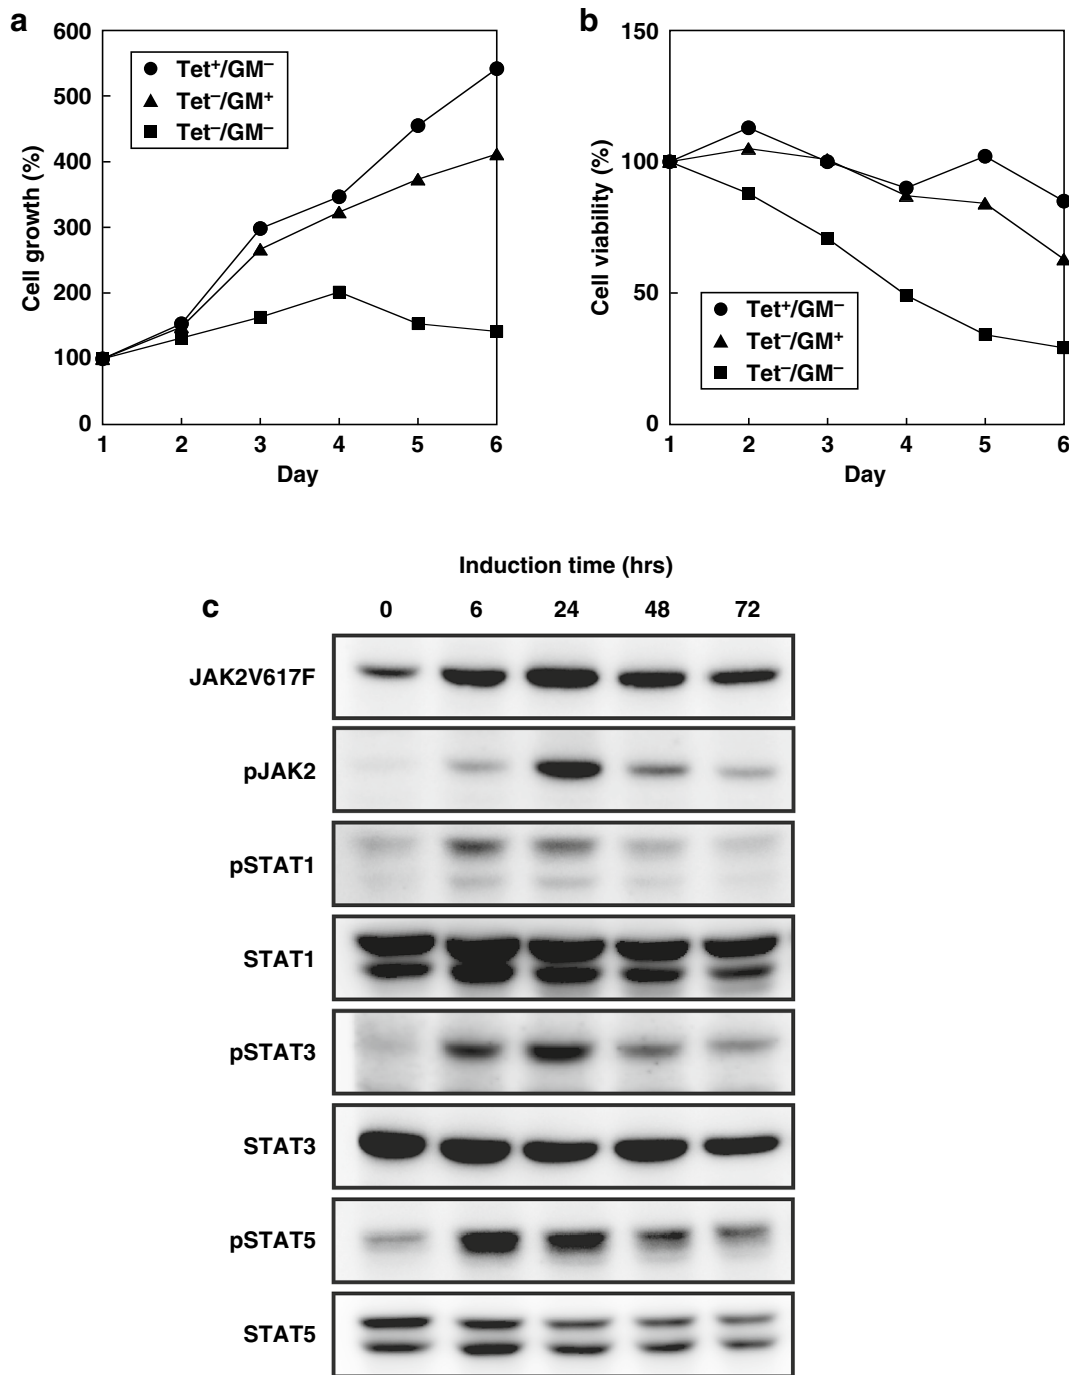 a
600
500
400
300
200
100
0
Cell growth (%)
Tet⁺/GM⁻
Tet⁻/GM⁺
Tet⁻/GM⁻
1 2 3 4 5 6
Day
b
150
100
50
0
Cell viability (%)
Tet⁺/GM⁻
Tet⁻/GM⁺
Tet⁻/GM⁻
1 2 3 4 5 6
Day
Induction time (hrs)
c 0 6 24 48 72
JAK2V617F
pJAK2
pSTAT1
STAT1
pSTAT3
STAT3
pSTAT5
STAT5